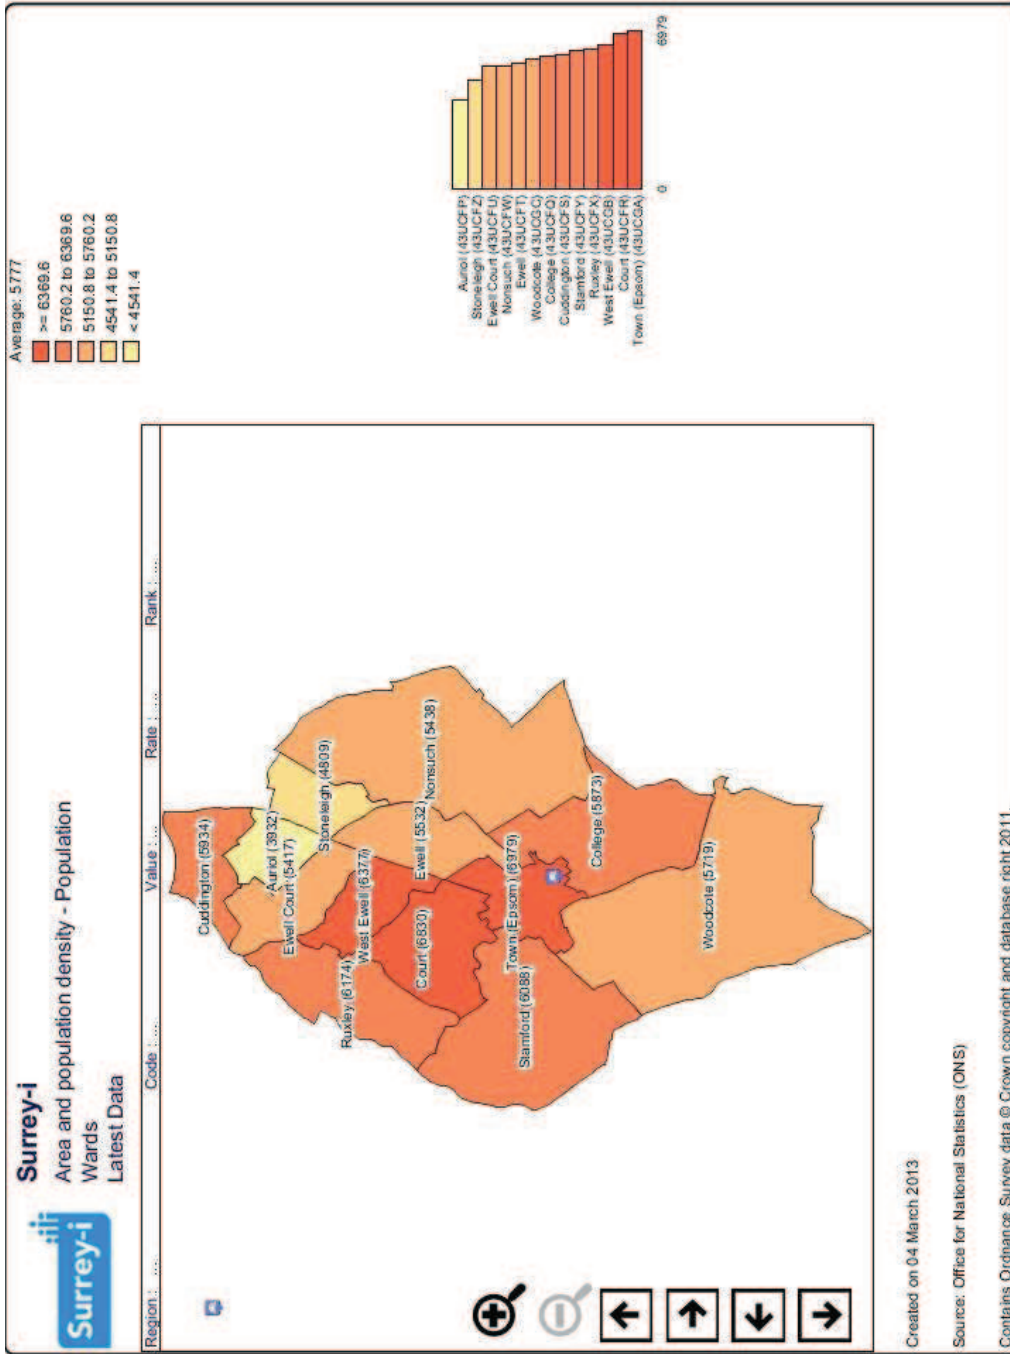 Surrey-i
Surrey-i
Area and population density - Population
Wards
Latest Data
Average: 5777
>= 6369.6
5760.2 to 6369.6
5150.8 to 5760.2
4541.4 to 5150.8
< 4541.4
Region : ... Code : ... Value : ... Rate : ... Rank : ...
Cuddington (5934)
Auriol (3932)
Ewell Court (5417)
Stoneleigh (4809)
Ruxley (6174)
West Ewell (6377)
Court (6830)
Ewell (5532)
Nonsuch (5438)
Town (Epsom) (6979)
Stamford (6088)
College (5873)
Woodcote (5719)
Auriol (43UCFP)
Stoneleigh (43UCFZ)
Ewell Court (43UCFU)
Nonsuch (43UCFW)
Ewell (43UCFT)
Woodcote (43UCGC)
College (43UCFQ)
Cuddington (43UCFS)
Stamford (43UCFY)
Ruxley (43UCFX)
West Ewell (43UCGB)
Court (43UCFR)
Town (Epsom) (43UCGA)
0 6979
Created on 04 March 2013
Source: Office for National Statistics (ONS)
Contains Ordnance Survey data © Crown copyright and database right 2011.